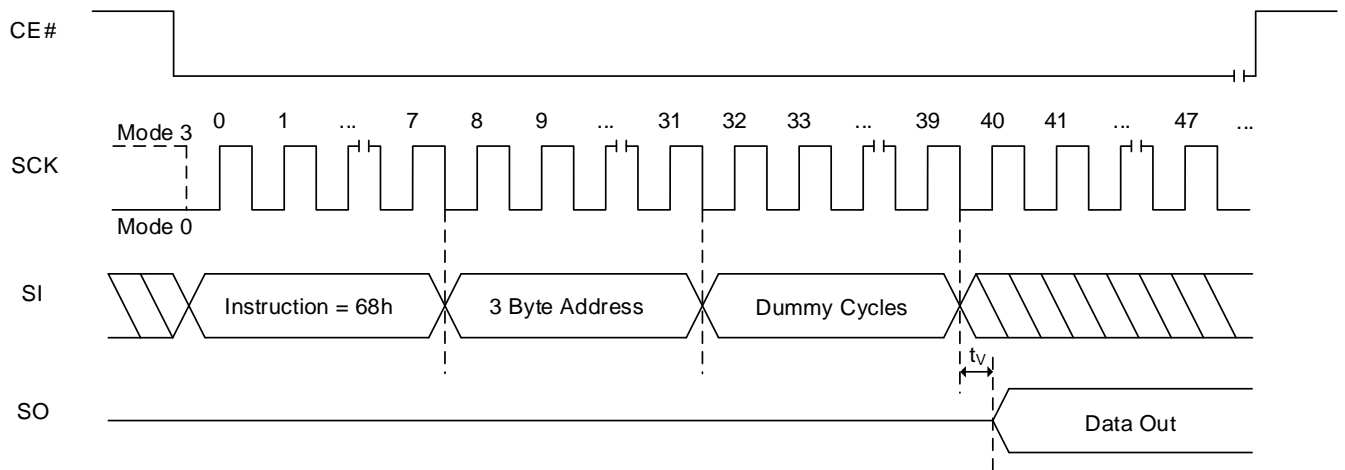 CE#
Mode 3
0 1 ... 7 8 9 ... 31 32 33 ... 39 40 41 ... 47 ...
SCK
Mode 0
SI
Instruction = 68h
3 Byte Address
Dummy Cycles
tV
SO
Data Out